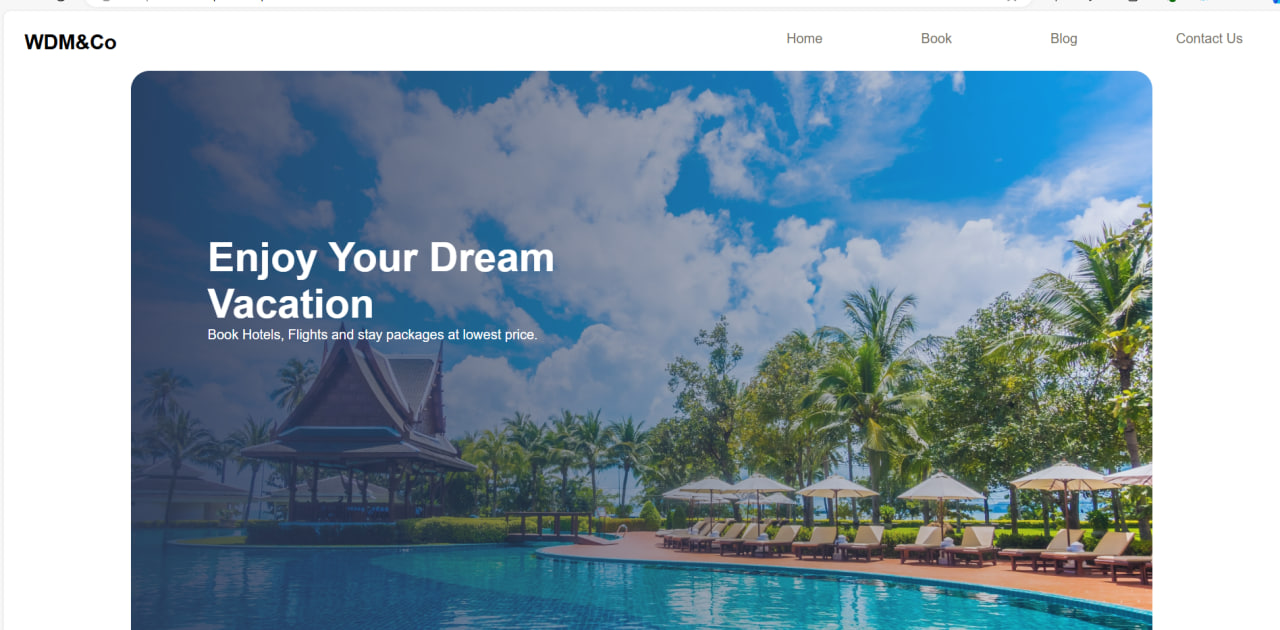 WDM&Co
Home
Book
Blog
Contact Us
Enjoy Your Dream
Vacation
Book Hotels, Flights and stay packages at lowest price.